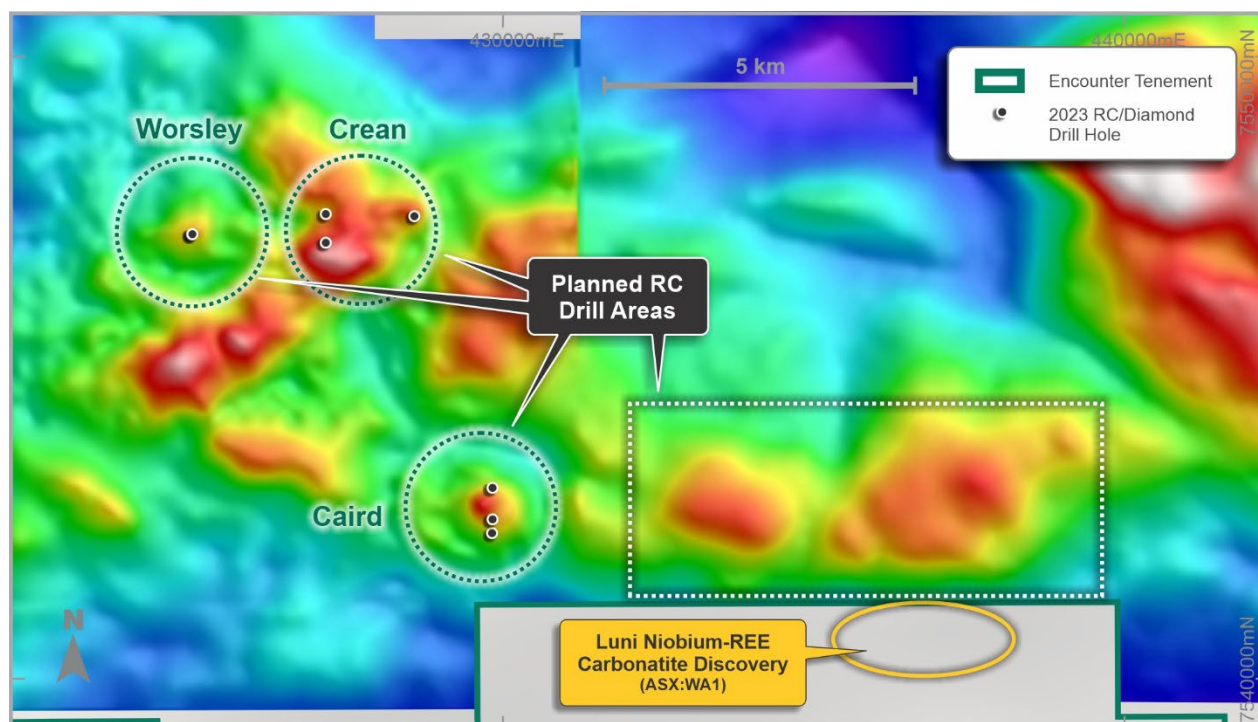 430000mE
440000mE
7550000mN
5 km
Encounter Tenement
2023 RC/Diamond
Drill Hole
Worsley
Crean
Planned RC
Drill Areas
Caird
N
Luni Niobium-REE
Carbonatite Discovery
(ASX:WA1)
7540000mN